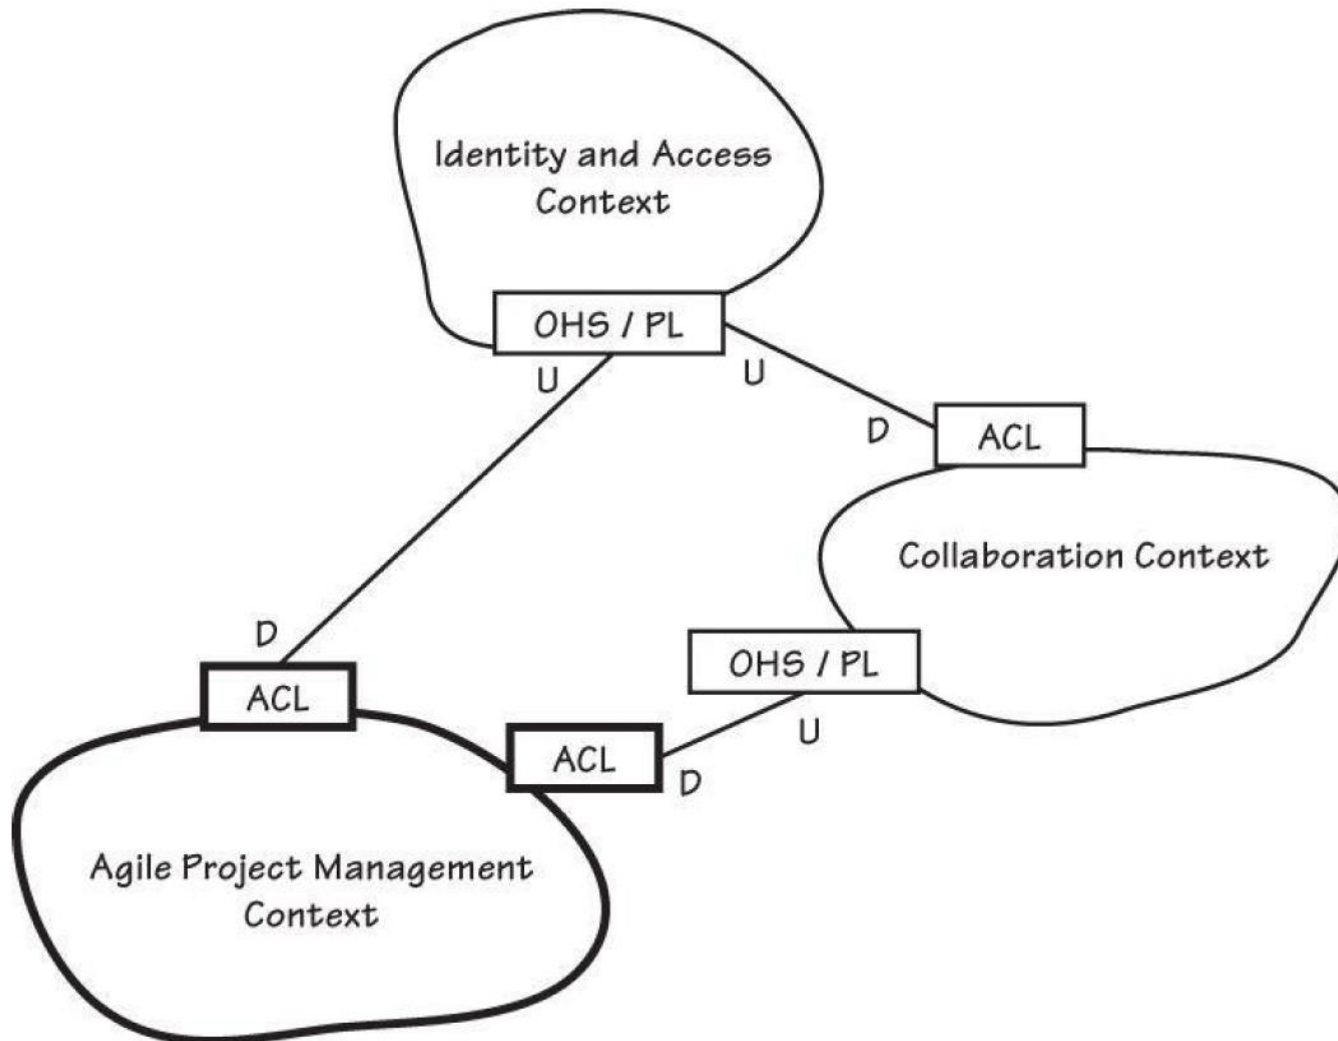 Identity and Access
Context
OHS / PL
U
U
D
ACL
Collaboration Context
D
OHS / PL
ACL
U
ACL
D
Agile Project Management
Context